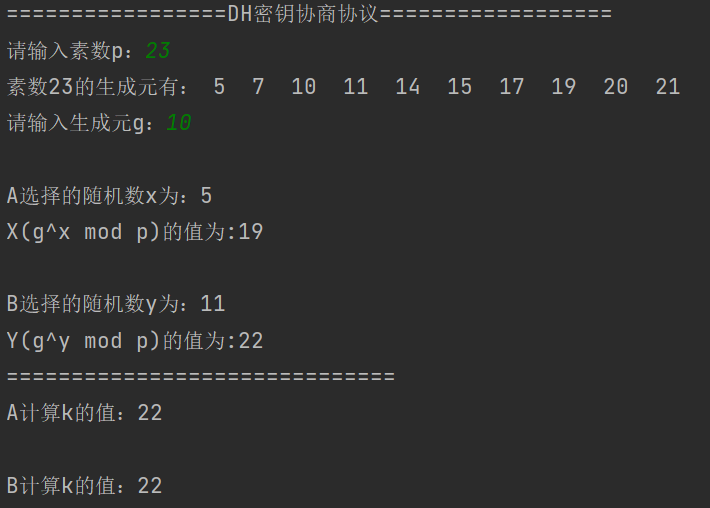 =================DH密钥协商协议==================
请输入素数p：23
素数23的生成元有： 5 7 10 11 14 15 17 19 20 21
请输入生成元g：10
A选择的随机数x为：5
X(g^x mod p)的值为:19
B选择的随机数y为：11
Y(g^y mod p)的值为:22
==============================
A计算k的值：22
B计算k的值：22